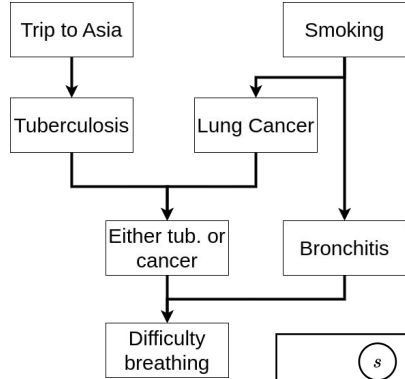 Trip to Asia
Smoking
Tuberculosis
Lung Cancer
Either tub. or
cancer
Bronchitis
Difficulty
breathing
s